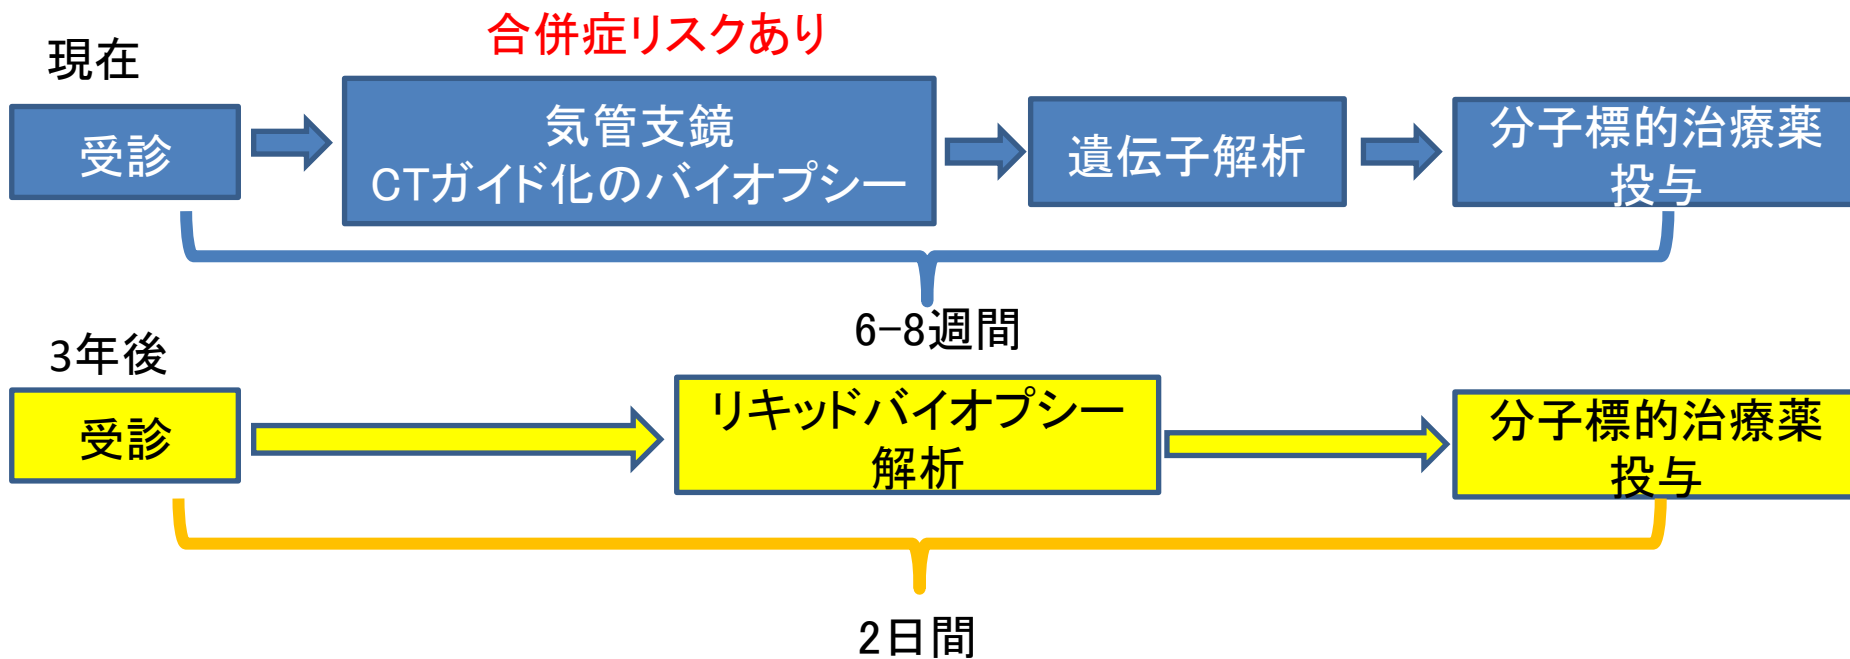 現在
合併症リスクあり
受診
気管支鏡
CTガイド化のバイオプシー
遺伝子解析
分子標的治療薬
投与
6-8週間
3年後
受診
リキッドバイオプシー
解析
分子標的治療薬
投与
2日間